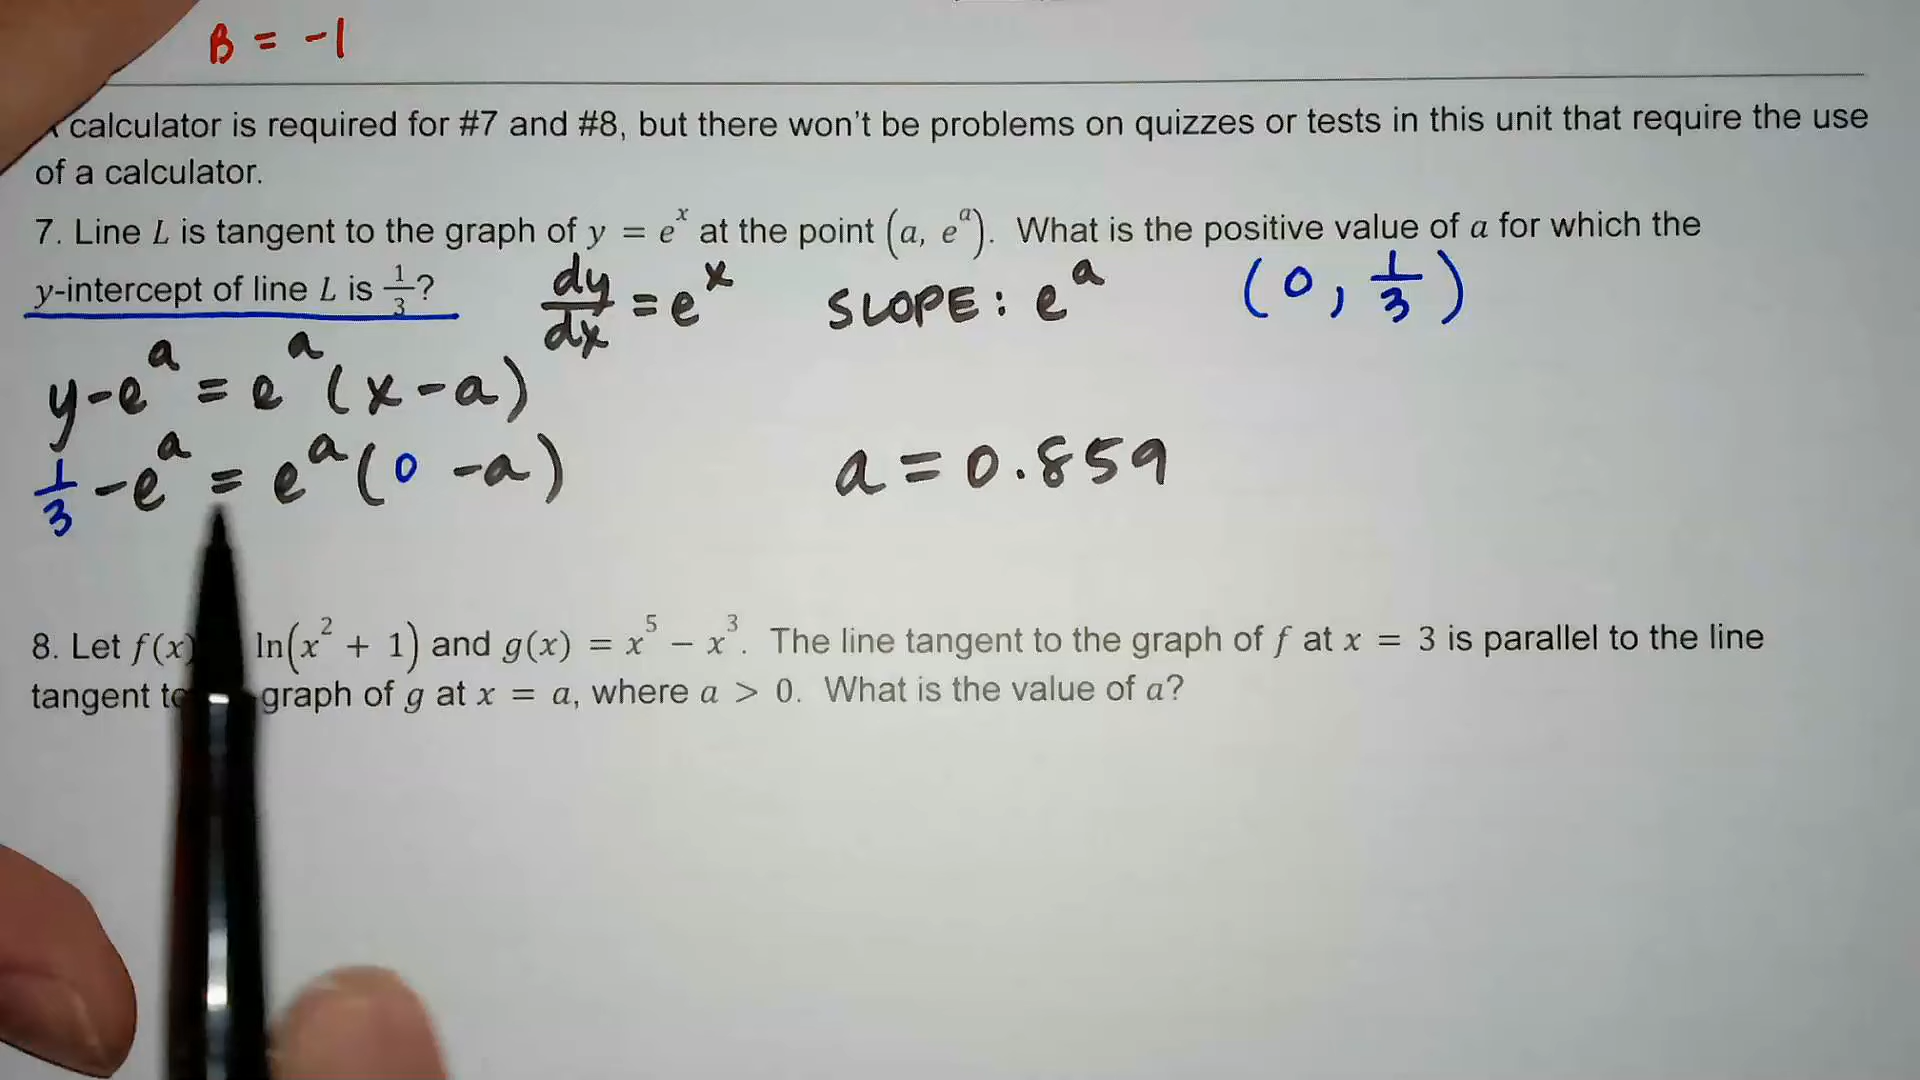 B = -1
calculator is required for #7 and #8, but there won't be problems on quizzes or tests in this unit that require the use
of a calculator.
7. Line L is tangent to the graph of y = e^x at the point (a, e^a). What is the positive value of a for which the
y-intercept of line L is 1/3?
dy/dx = e^x
SLOPE: e^a
(0, 1/3)
y-e^a = e^a (x-a)
1/3 -e^a = e^a (0 -a)
a = 0.859
8. Let f(x) ln(x^2 + 1) and g(x) = x^5 − x^3. The line tangent to the graph of f at x = 3 is parallel to the line
tangent graph of g at x = a, where a > 0. What is the value of a?